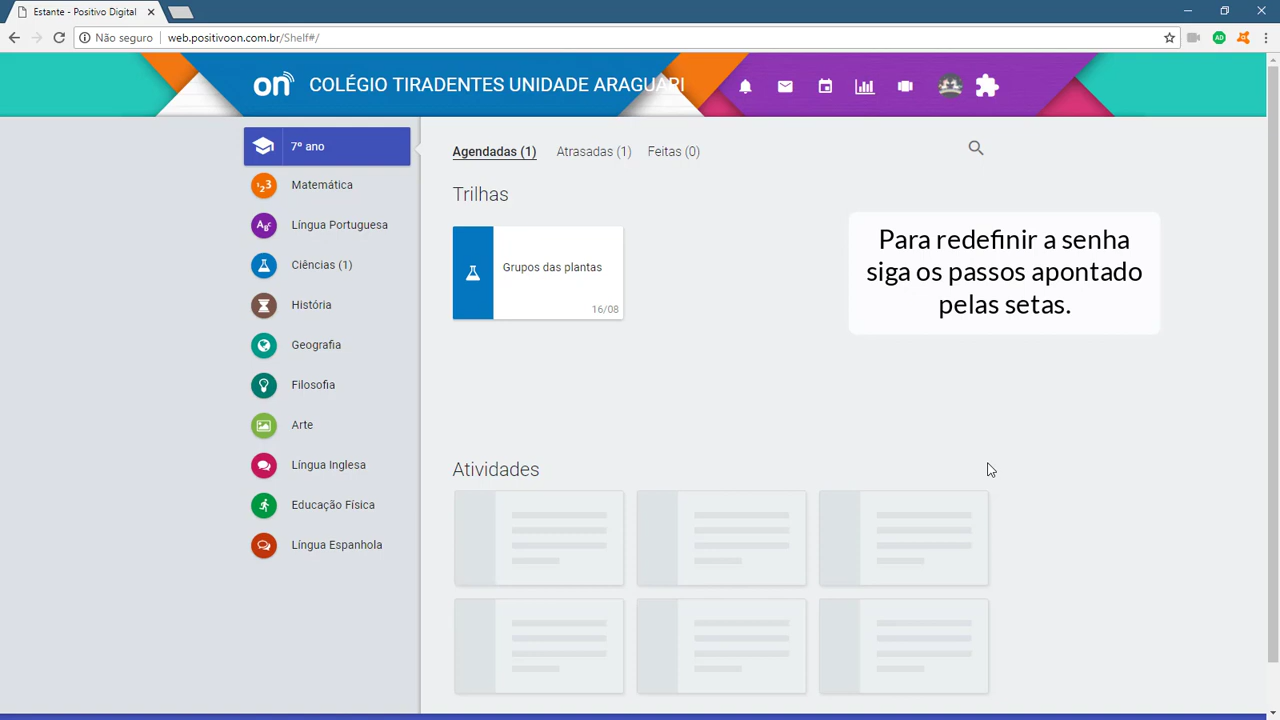 Estante - Positivo Digital
Não seguro
web.positivoon.com.br/Shelf#/
on
COLÉGIO TIRADENTES UNIDADE ARAGUARI
7º ano
Matemática
Língua Portuguesa
Ciências (1)
História
Geografia
Filosofia
Arte
Língua Inglesa
Educação Física
Língua Espanhola
Agendadas (1)
Atrasadas (1)
Feitas (0)
Trilhas
Grupos das plantas
16/08
Para redefinir a senha
siga os passos apontado
pelas setas.
Atividades